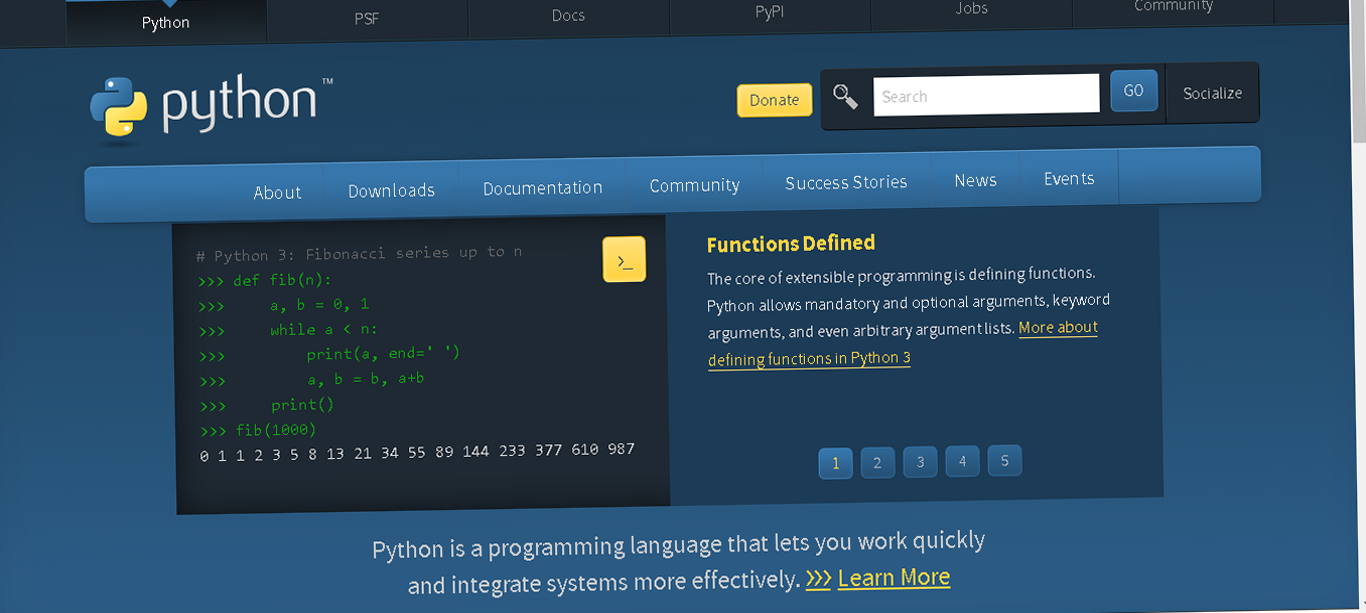 Python PSF Docs PyPI Jobs Community
python™
Donate Search GO Socialize
About Downloads Documentation Community Success Stories News Events
# Python 3: Fibonacci series up to n
>>> def fib(n):
>>>     a, b = 0, 1
>>>     while a < n:
>>>         print(a, end=' ')
>>>         a, b = b, a+b
>>>     print()
>>> fib(1000)
0 1 1 2 3 5 8 13 21 34 55 89 144 233 377 610 987
>_
Functions Defined
The core of extensible programming is defining functions.
Python allows mandatory and optional arguments, keyword
arguments, and even arbitrary argument lists. More about
defining functions in Python 3
1 2 3 4 5
Python is a programming language that lets you work quickly
and integrate systems more effectively. >>> Learn More